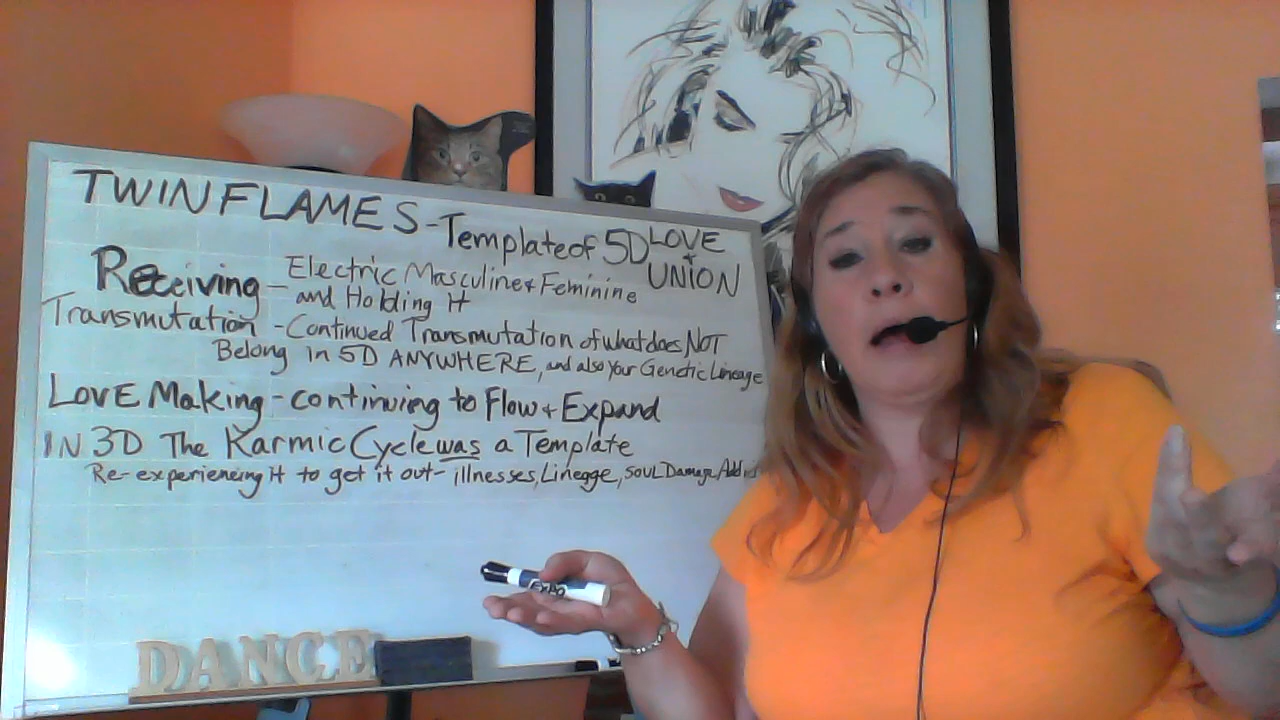 TWIN FLAMES - Template of 5D LOVE + UNION
Receiving - Electric Masculine + Feminine
and Holding It
Transmutation - Continued Transmutation of what does NOT
Belong in 5D ANYWHERE, and also your Genetic Lineage
LOVE Making - continuing to Flow + Expand
IN 3D The Karmic Cycle was a Template
Re-experiencing It to get it out - illnesses, Lineage, SOUL Damage,
EXPO
DANCE